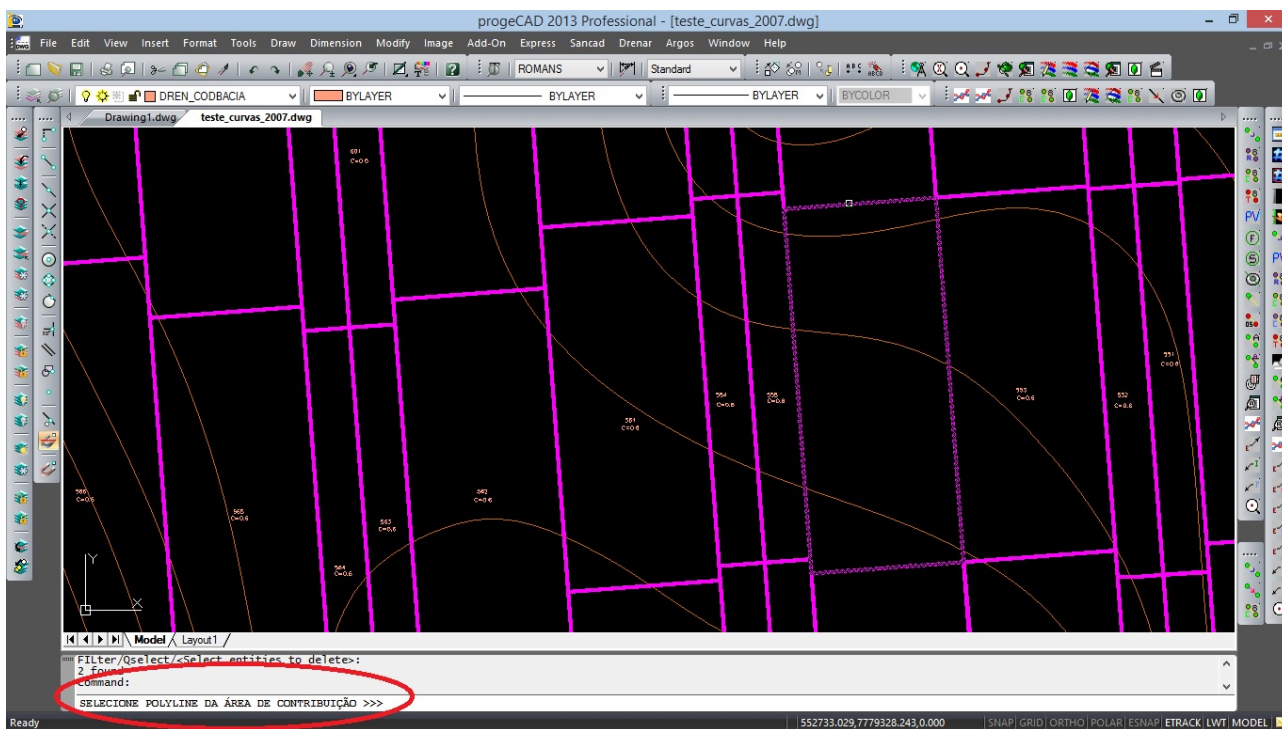 progeCAD 2013 Professional - [teste_curvas_2007.dwg]
File Edit View Insert Format Tools Draw Dimension Modify Image Add-On Express Sancad Drenar Argos Window Help
ROMANS Standard
DREN_CODBACIA BYLAYER BYLAYER BYLAYER BYCOLOR
Drawing1.dwg teste_curvas_2007.dwg
C=0.6
551
C=0.6
553
C=0.6
552
C=0.6
554
C=0.6
C=0.6
561
C=0.6
562
C=0.6
566
C=0.6
565
C=0.6
563
C=0.6
564
C=0.6
Y
X
PV
F
S
Model Layout1
FILter/Qselect/<Select entities to delete>:
2 found
Command:
SELECIONE POLYLINE DA ÁREA DE CONTRIBUIÇÃO >>>
Ready 552733.029,7779328.243,0.000 SNAP GRID ORTHO POLAR ESNAP ETRACK LWT MODEL